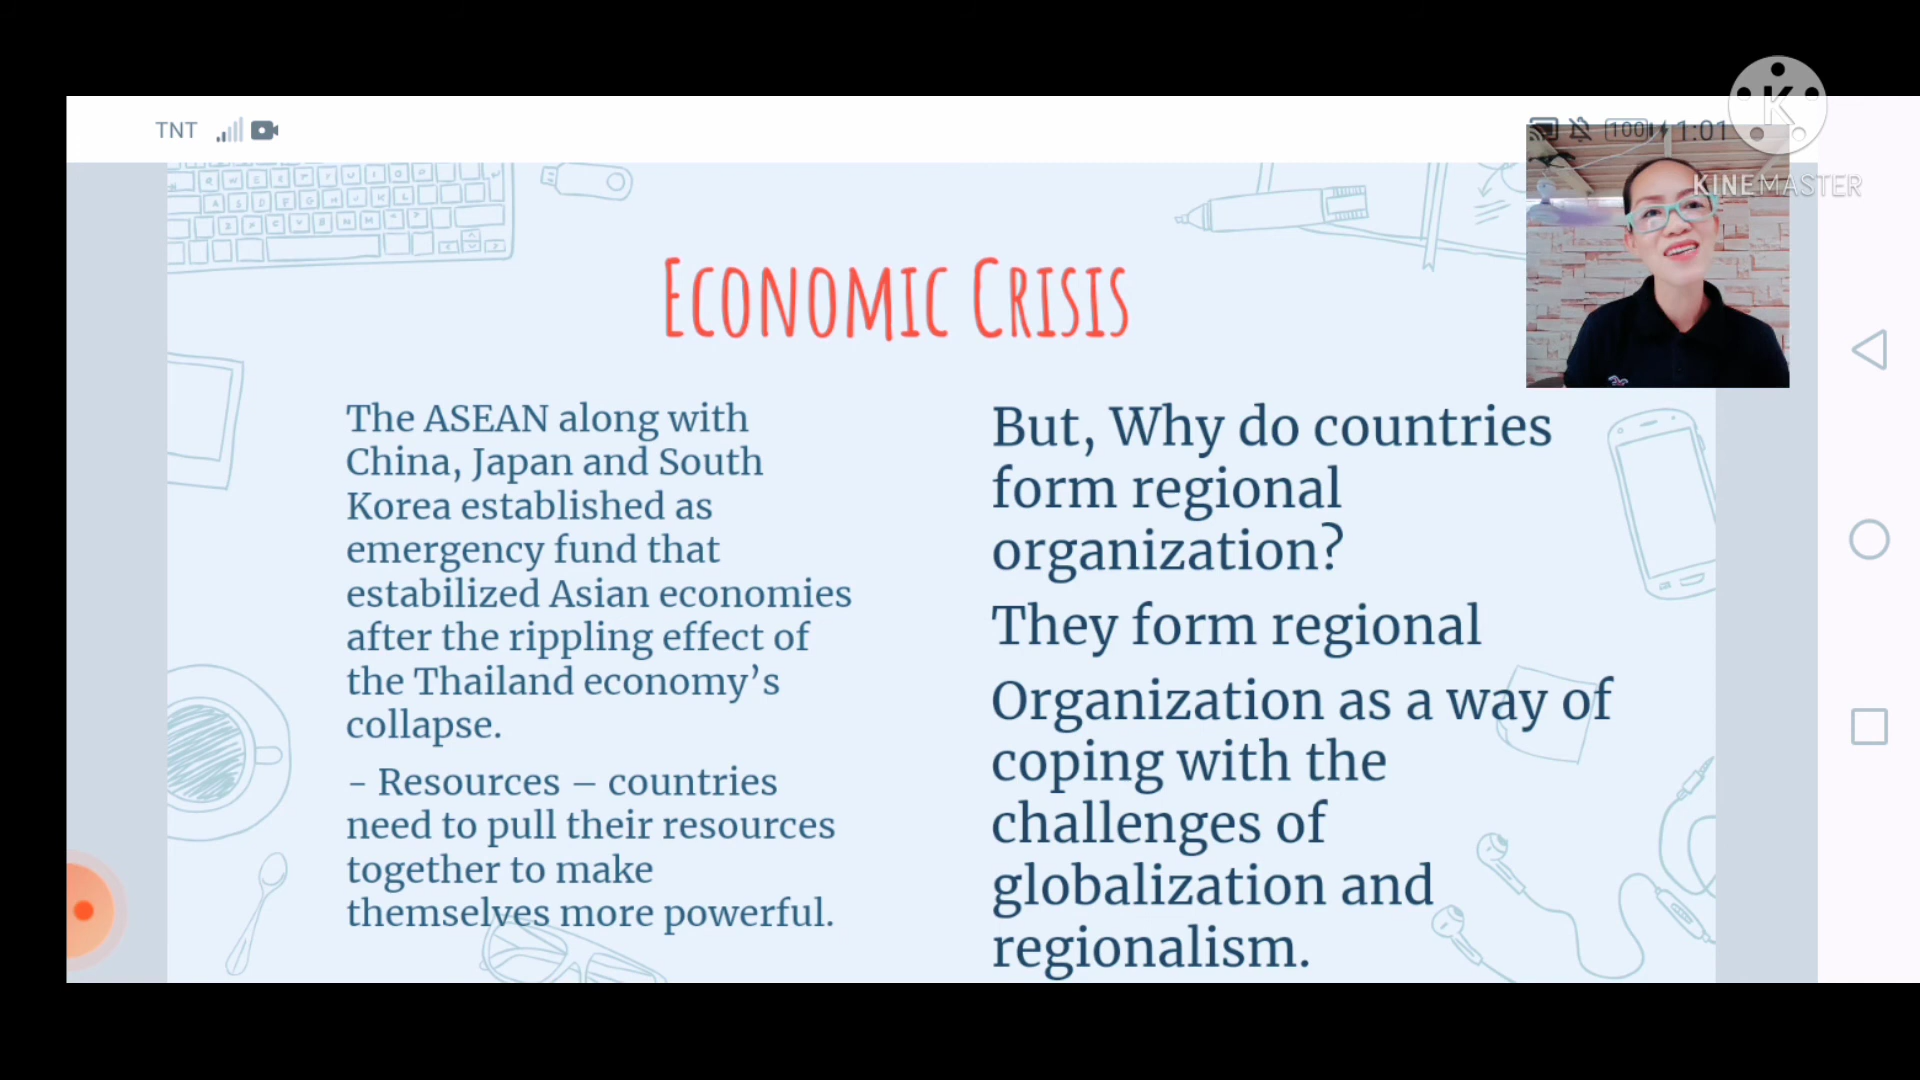 TNT
100
1:01
K
KINEMASTER
Economic Crisis
The ASEAN along with
China, Japan and South
Korea established as
emergency fund that
estabilized Asian economies
after the rippling effect of
the Thailand economy’s
collapse.
- Resources – countries
need to pull their resources
together to make
themselves more powerful.
But, Why do countries
form regional
organization?
They form regional
Organization as a way of
coping with the
challenges of
globalization and
regionalism.